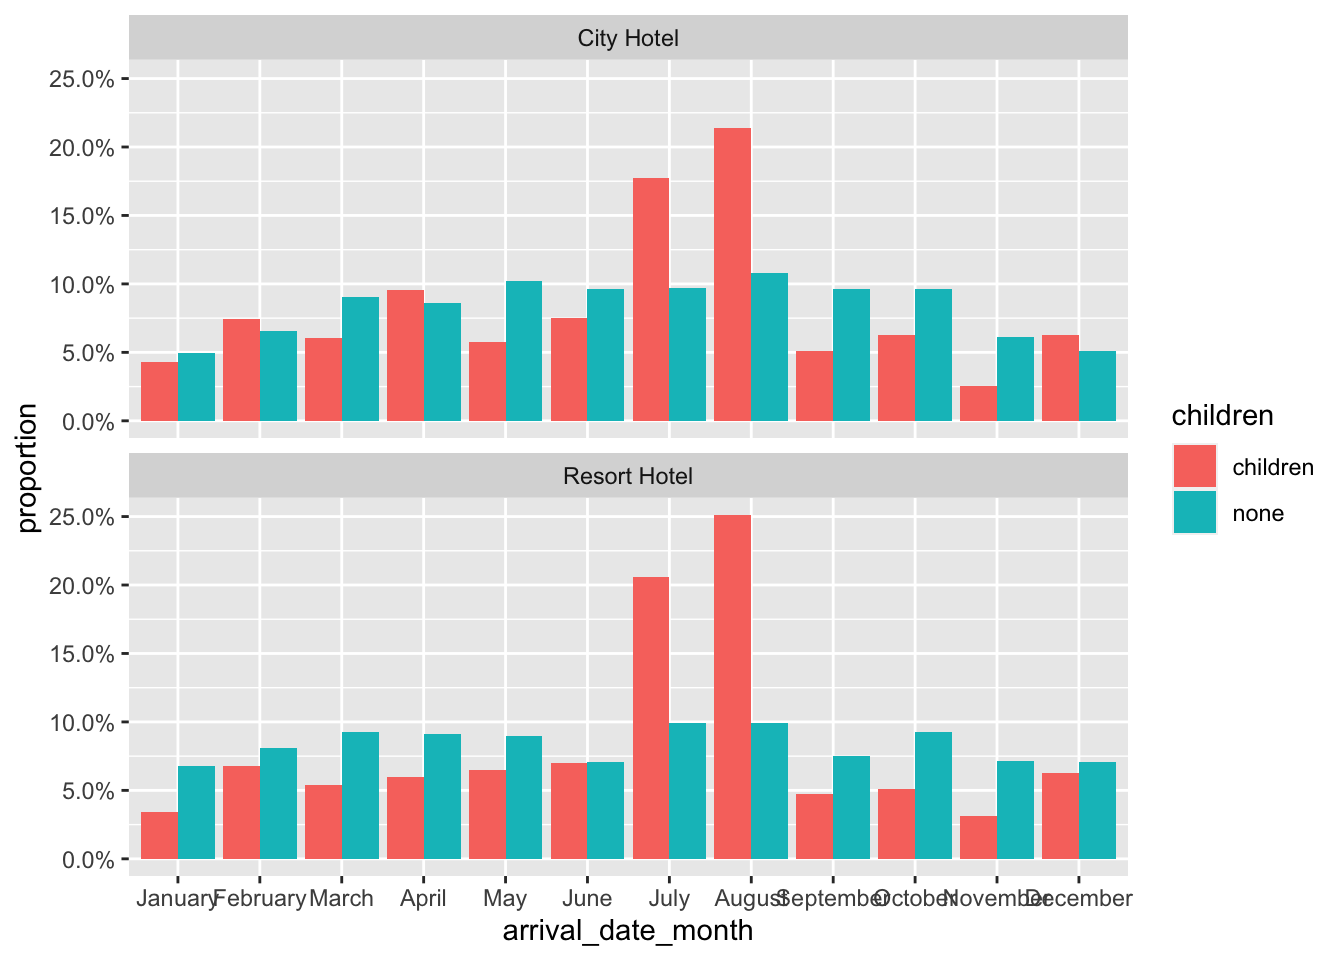 City Hotel
25.0%
20.0%
15.0%
10.0%
5.0%
0.0%
Resort Hotel
25.0%
20.0%
15.0%
10.0%
5.0%
0.0%
proportion
January February March April May June July August September October November December
arrival_date_month
children
children
none